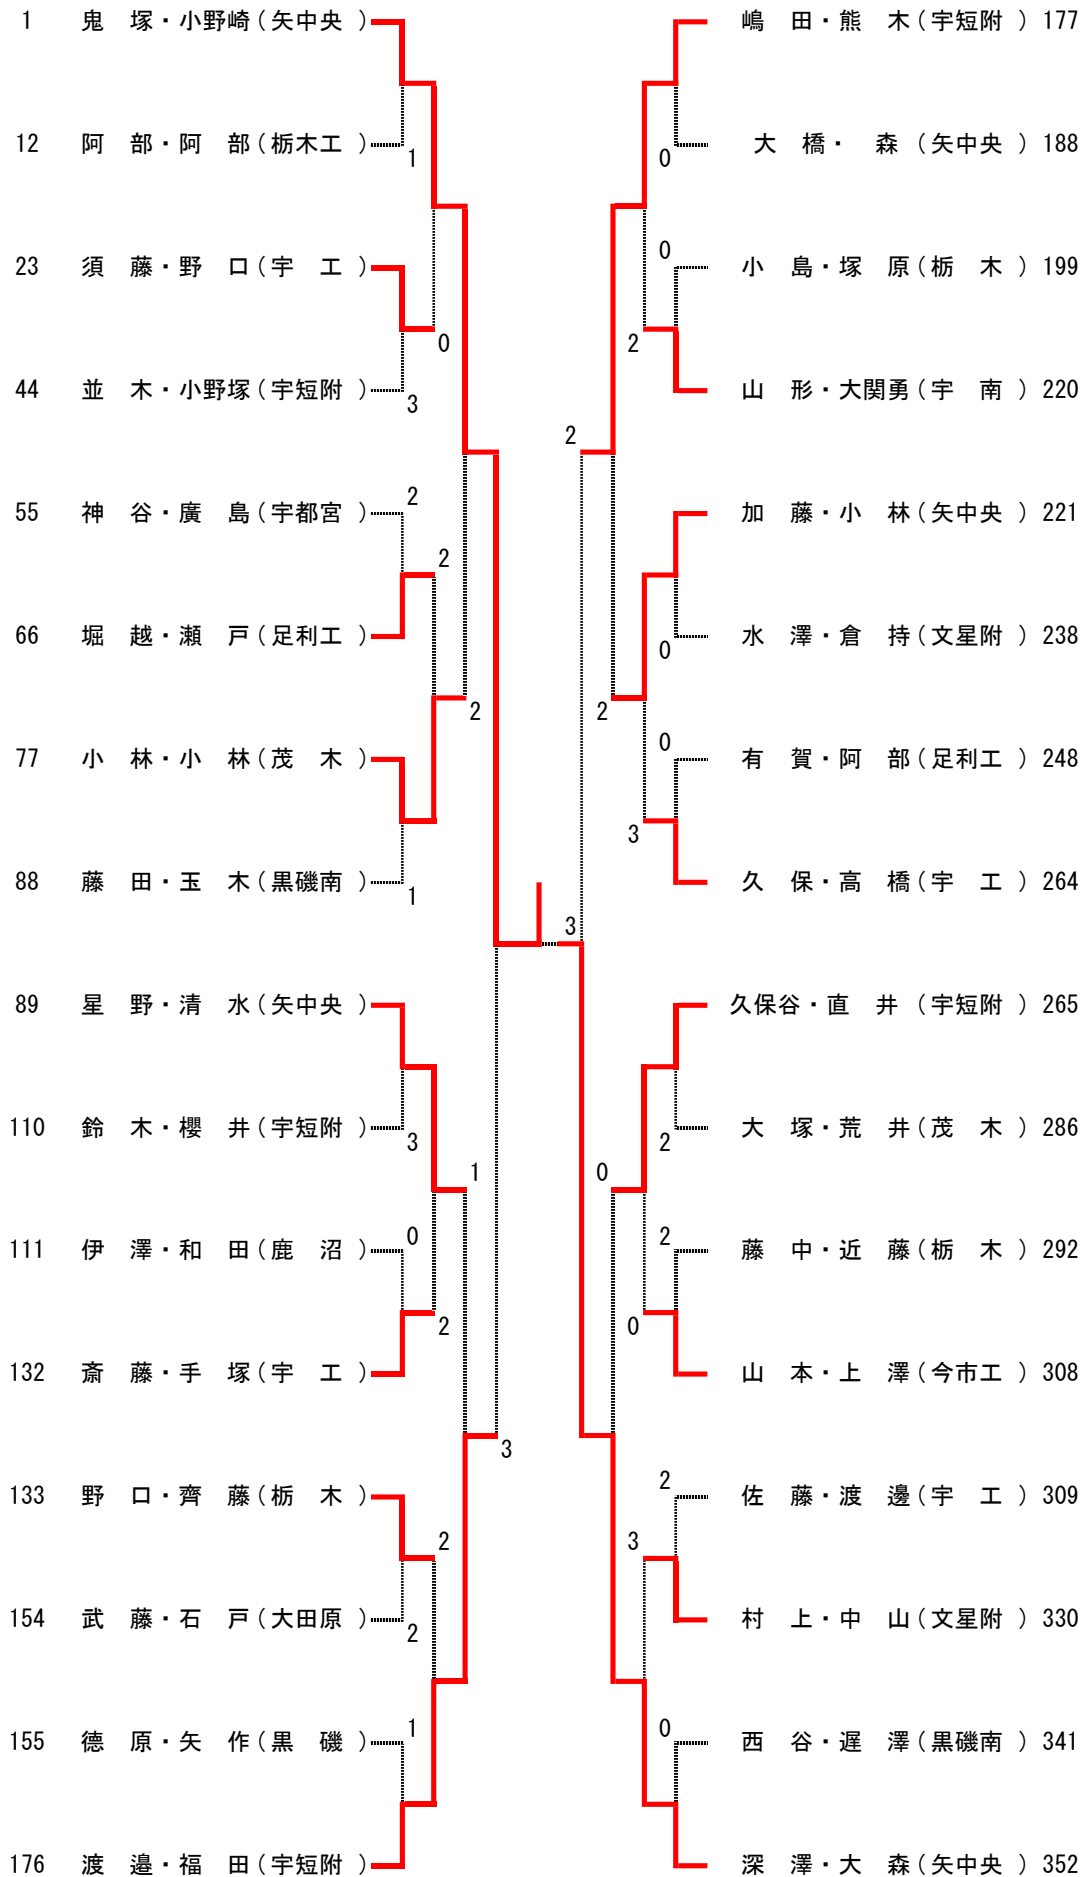 1 鬼　塚・小野崎（矢中央　）
嶋　田・熊　木（宇短附　）177
12 阿　部・阿　部（栃木工　）
1
大　橋・　森　（矢中央　）188
0
23 須　藤・野　口（宇　工　）
0
小　島・塚　原（栃　木　）199
0
2
44 並　木・小野塚（宇短附　）
3
山　形・大関勇（宇　南　）220
2
55 神　谷・廣　島（宇都宮　）
2
2
加　藤・小　林（矢中央　）221
66 堀　越・瀬　戸（足利工　）
水　澤・倉　持（文星附　）238
0
2
2
77 小　林・小　林（茂　木　）
0
有　賀・阿　部（足利工　）248
3
88 藤　田・玉　木（黒磯南　）
1
久　保・高　橋（宇　工　）264
3
89 星　野・清　水（矢中央　）
久保谷・直　井　（宇短附　）265
110 鈴　木・櫻　井（宇短附　）
3
大　塚・荒　井（茂　木　）286
2
1
0
111 伊　澤・和　田（鹿　沼　）
0
2
藤　中・近　藤（栃　木　）292
2
0
132 斎　藤・手　塚（宇　工　）
山　本・上　澤（今市工　）308
3
133 野　口・齊　藤（栃　木　）
2
佐　藤・渡　邊（宇　工　）309
2
3
154 武　藤・石　戸（大田原　）
2
村　上・中　山（文星附　）330
155 德　原・矢　作（黒　磯　）
1
0
西　谷・遅　澤（黒磯南　）341
176 渡　邉・福　田（宇短附　）
深　澤・大　森（矢中央　）352